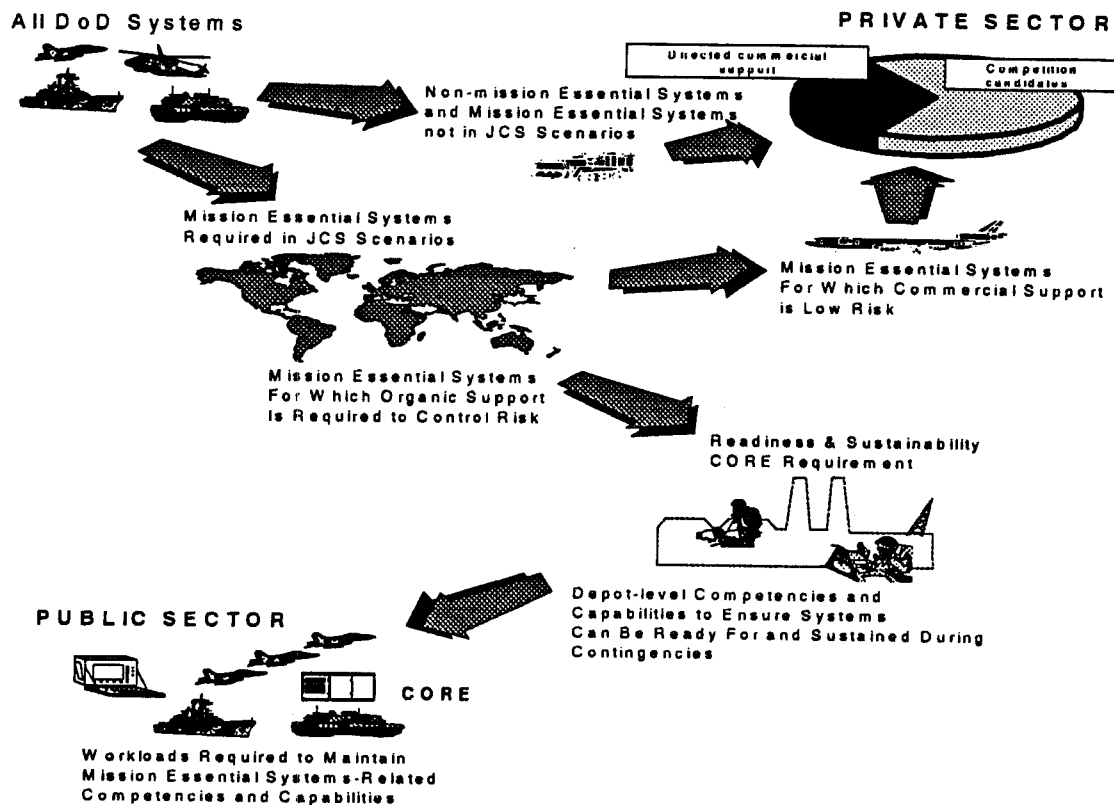 All DoD Systems
PRIVATE SECTOR
Directed commercial
support
Competition
candidates
Non-mission Essential Systems
and Mission Essential Systems
not in JCS Scenarios
Mission Essential Systems
Required in JCS Scenarios
Mission Essential Systems
For Which Commercial Support
is Low Risk
Mission Essential Systems
For Which Organic Support
Is Required to Control Risk
Readiness & Sustainability
CORE Requirement
Depot-level Competencies and
Capabilities to Ensure Systems
Can Be Ready For and Sustained During
Contingencies
PUBLIC SECTOR
CORE
Workloads Required to Maintain
Mission Essential Systems-Related
Competencies and Capabilities